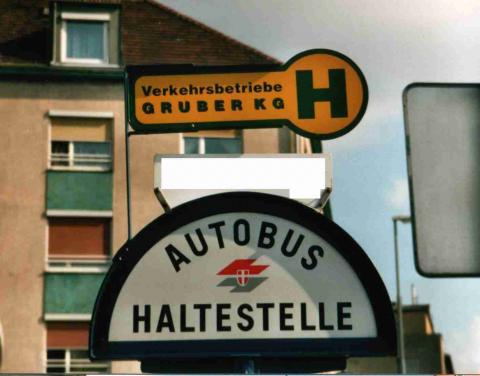 Verkehrsbetriebe
GRUBER KG
H
AUTOBUS
HALTESTELLE